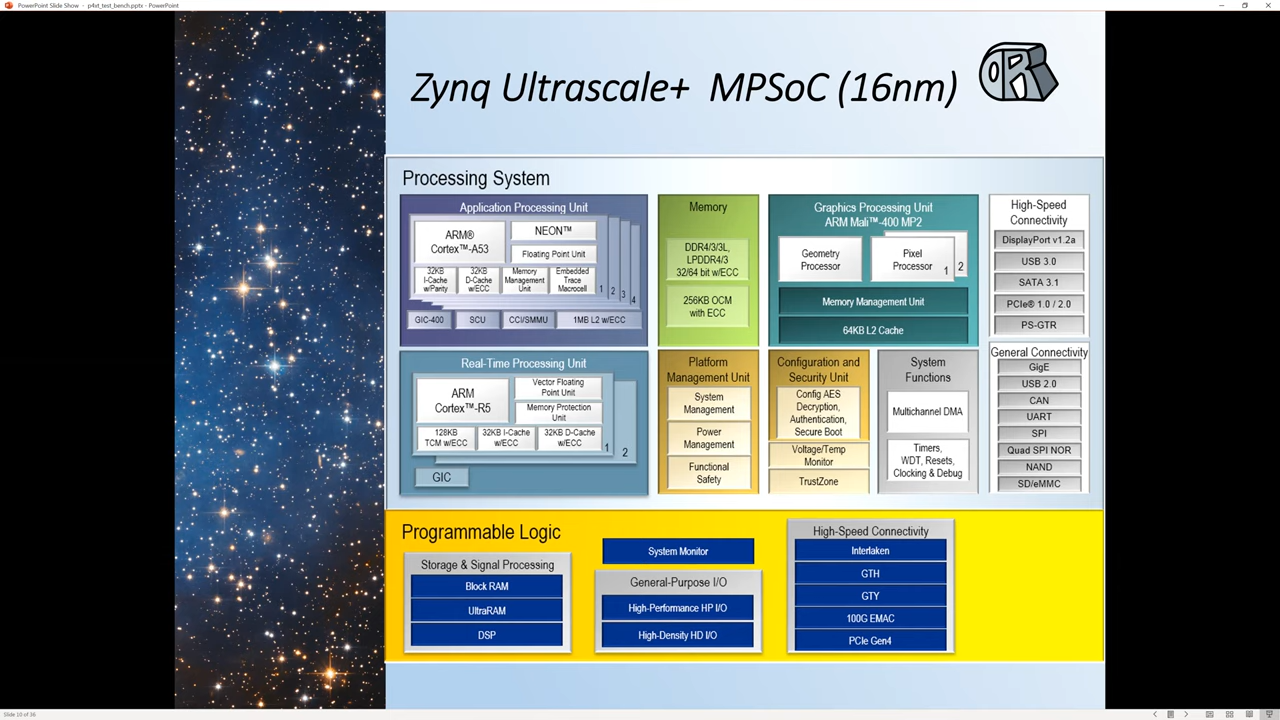 PowerPoint Slide Show - p4xt_test_bench.pptx - PowerPoint
Zynq Ultrascale+ MPSoC (16nm)
OR
Processing System
Application Processing Unit
ARM®
Cortex™-A53
NEON™
Floating Point Unit
32KB
I-Cache
w/Parity
32KB
D-Cache
w/ECC
Memory
Management
Unit
Embedded
Trace
Macrocell
1
2
3
4
GIC-400
SCU
CCI/SMMU
1MB L2 w/ECC
Memory
DDR4/3/3L,
LPDDR4/3
32/64 bit w/ECC
256KB OCM
with ECC
Graphics Processing Unit
ARM Mali™-400 MP2
Geometry
Processor
Pixel
Processor
1
2
Memory Management Unit
64KB L2 Cache
High-Speed
Connectivity
DisplayPort v1.2a
USB 3.0
SATA 3.1
PCIe® 1.0 / 2.0
PS-GTR
Real-Time Processing Unit
ARM
Cortex™-R5
Vector Floating
Point Unit
Memory Protection
Unit
128KB
TCM w/ECC
32KB I-Cache
w/ECC
32KB D-Cache
w/ECC
1
2
GIC
Platform
Management Unit
System
Management
Power
Management
Functional
Safety
Configuration and
Security Unit
Config AES
Decryption,
Authentication,
Secure Boot
Voltage/Temp
Monitor
TrustZone
System
Functions
Multichannel DMA
Timers,
WDT, Resets,
Clocking & Debug
General Connectivity
GigE
USB 2.0
CAN
UART
SPI
Quad SPI NOR
NAND
SD/eMMC
Programmable Logic
Storage & Signal Processing
Block RAM
UltraRAM
DSP
System Monitor
General-Purpose I/O
High-Performance HP I/O
High-Density HD I/O
High-Speed Connectivity
Interlaken
GTH
GTY
100G EMAC
PCIe Gen4
Slide 10 of 36